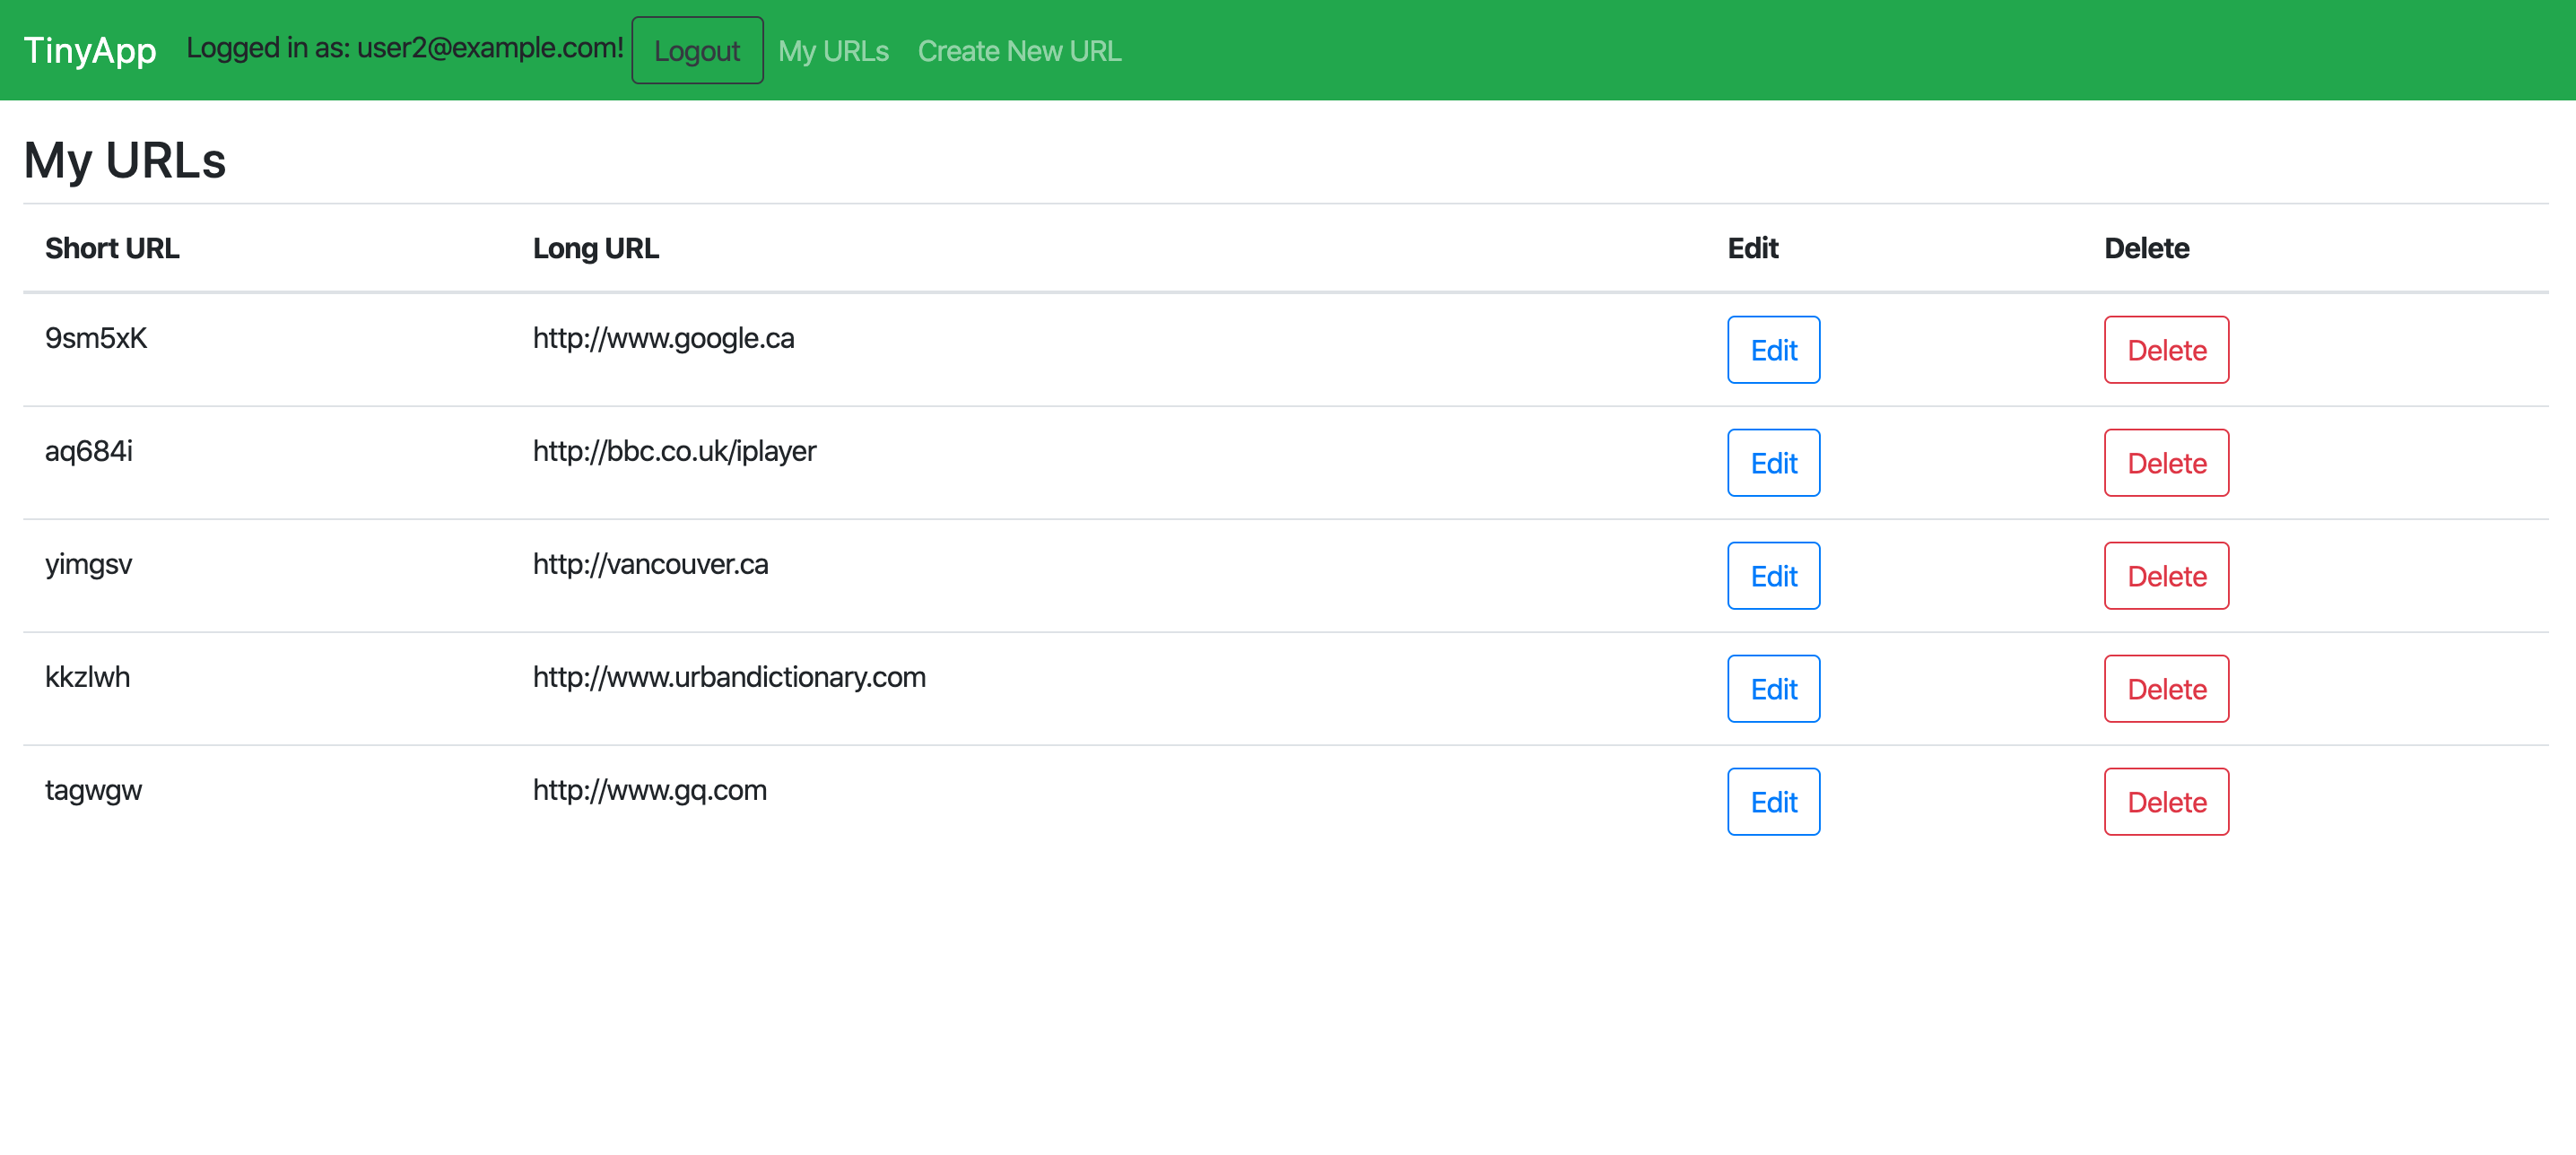 TinyApp Logged in as: user2@example.com! Logout My URLs Create New URL
My URLs
Short URL Long URL Edit Delete
9sm5xK http://www.google.ca Edit Delete
aq684i http://bbc.co.uk/iplayer Edit Delete
yimgsv http://vancouver.ca Edit Delete
kkzlwh http://www.urbandictionary.com Edit Delete
tagwgw http://www.gq.com Edit Delete